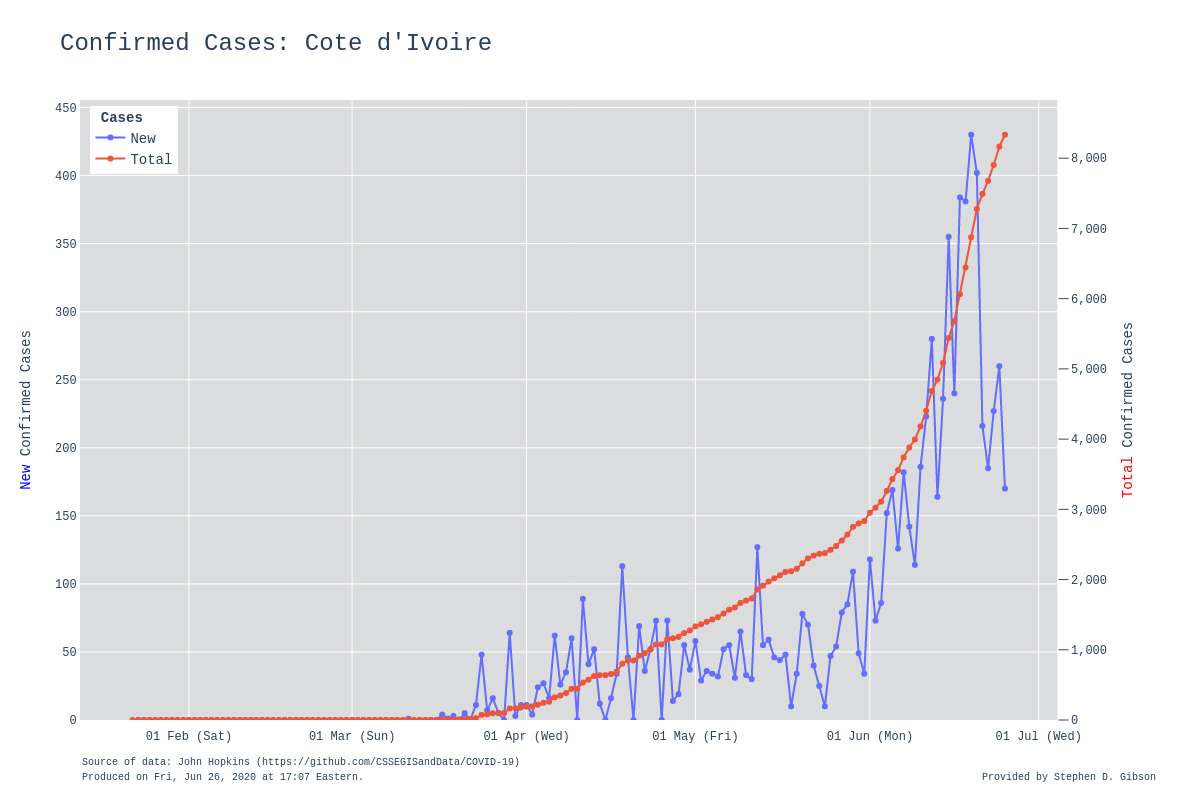 Confirmed Cases: Cote d'Ivoire
Cases
New
Total
450
400
350
300
250
200
150
100
50
0
New Confirmed Cases
8,000
7,000
6,000
5,000
4,000
3,000
2,000
1,000
0
Total Confirmed Cases
01 Feb (Sat)
01 Mar (Sun)
01 Apr (Wed)
01 May (Fri)
01 Jun (Mon)
01 Jul (Wed)
Source of data: John Hopkins (https://github.com/CSSEGISandData/COVID-19)
Produced on Fri, Jun 26, 2020 at 17:07 Eastern.
Provided by Stephen D. Gibson